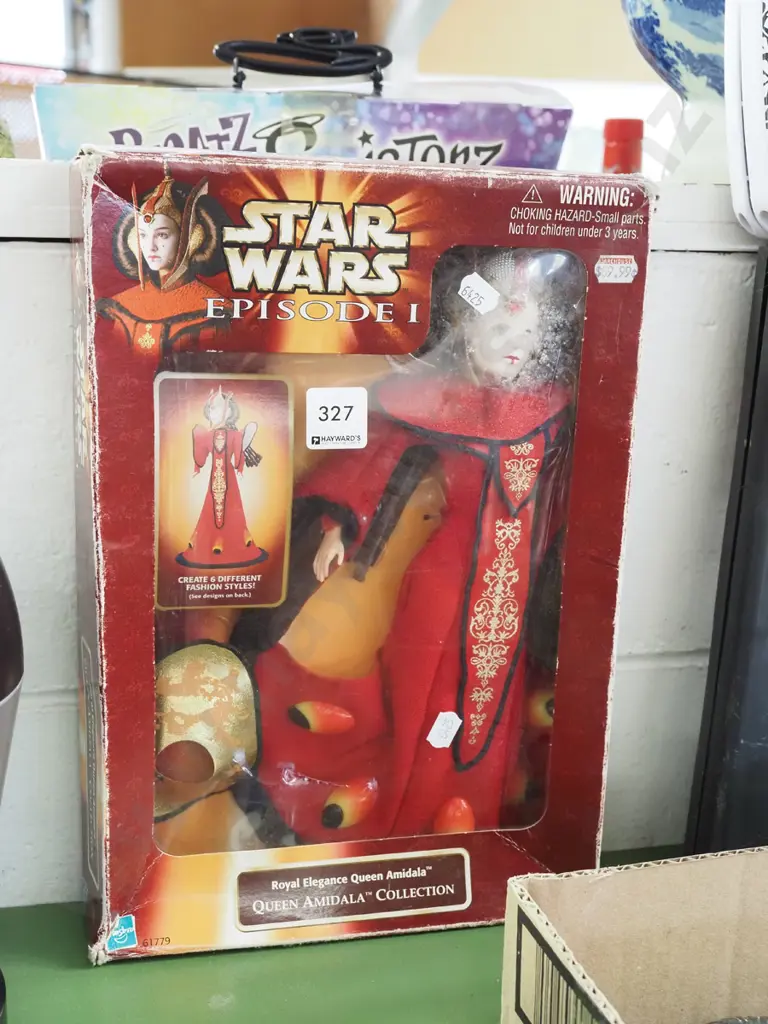 STAR
WARS
EPISODE I
WARNING:
CHOKING HAZARD-Small parts.
Not for children under 3 years.
6425
327
HAYWARD'S
CREATE 6 DIFFERENT
FASHION STYLES!
(See designs on back)
Royal Elegance Queen Amidala™
QUEEN AMIDALA™ COLLECTION
Hasbro
61779